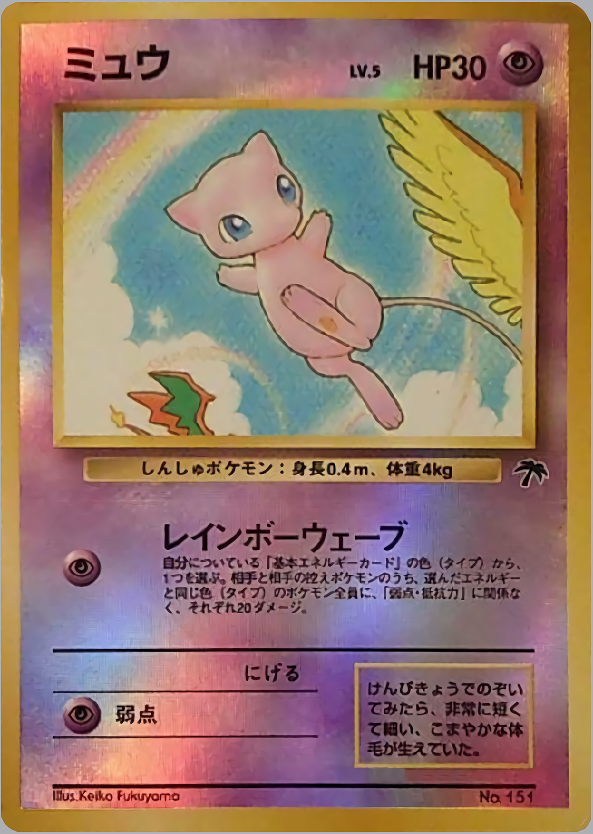 ミュウ LV.5 HP30
しんしゅポケモン：身長0.4m、体重4kg
レインボーウェーブ
自分についている「基本エネルギーカード」の色（タイプ）から、
1つを選ぶ。相手と相手の控えポケモンのうち、選んだエネルギー
と同じ色（タイプ）のポケモン全員に、「弱点・抵抗力」に関係な
く、それぞれ20ダメージ。
にげる
弱点
けんびきょうでのぞい
てみたら、非常に短く
て細い、こまやかな体
毛が生えていた。
Illus.Keiko Fukuyama No.151